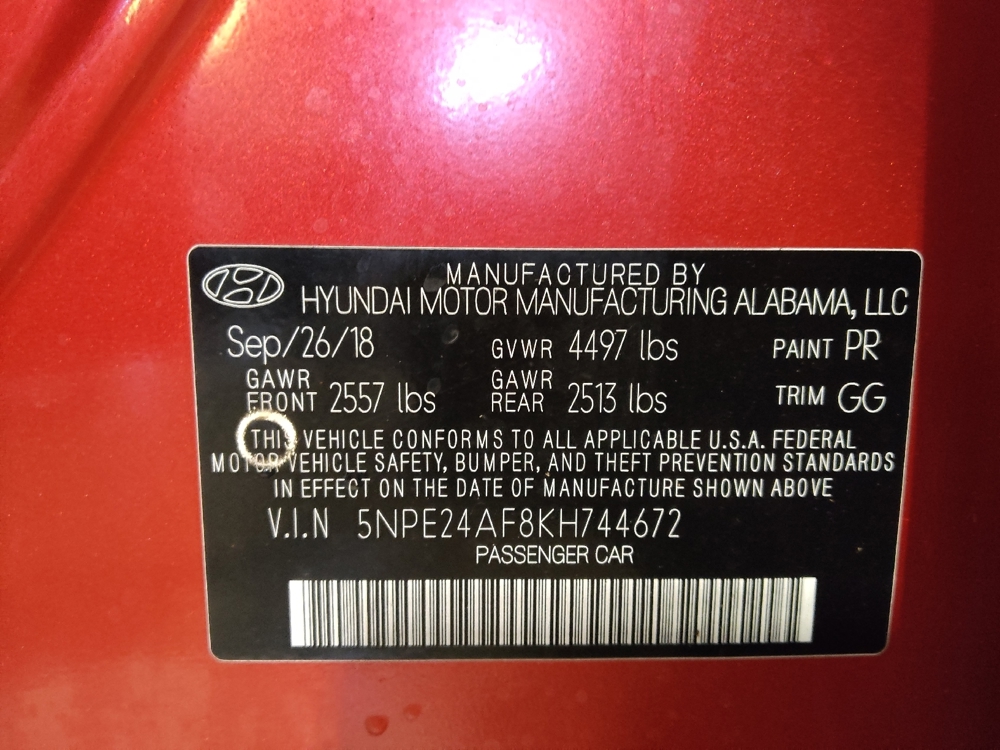 MANUFACTURED BY
HYUNDAI MOTOR MANUFACTURING ALABAMA, LLC
Sep/26/18 GVWR 4497 lbs PAINT PR
GAWR FRONT 2557 lbs GAWR REAR 2513 lbs TRIM GG
THIS VEHICLE CONFORMS TO ALL APPLICABLE U.S.A. FEDERAL
MOTOR VEHICLE SAFETY, BUMPER, AND THEFT PREVENTION STANDARDS
IN EFFECT ON THE DATE OF MANUFACTURE SHOWN ABOVE
V.I.N 5NPE24AF8KH744672
PASSENGER CAR